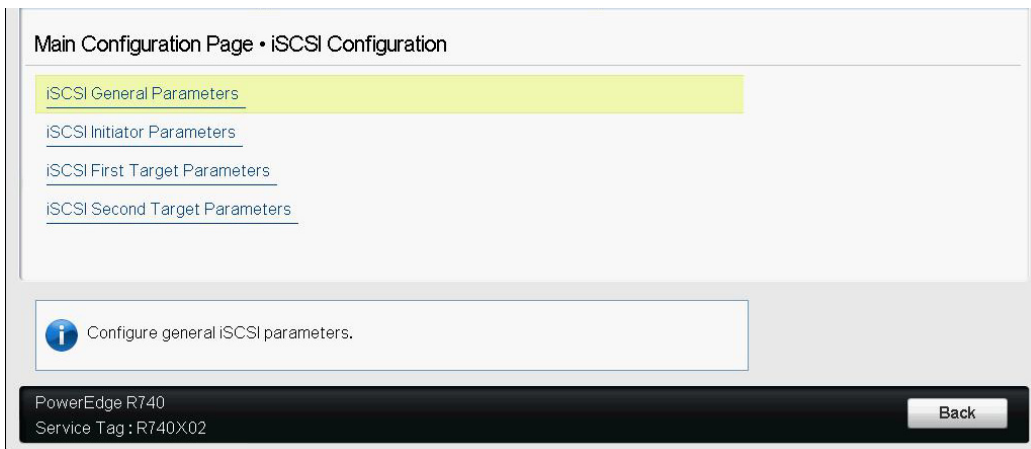 Main Configuration Page • iSCSI Configuration
iSCSI General Parameters
iSCSI Initiator Parameters
iSCSI First Target Parameters
iSCSI Second Target Parameters
Configure general iSCSI parameters.
PowerEdge R740
Back
Service Tag : R740X02